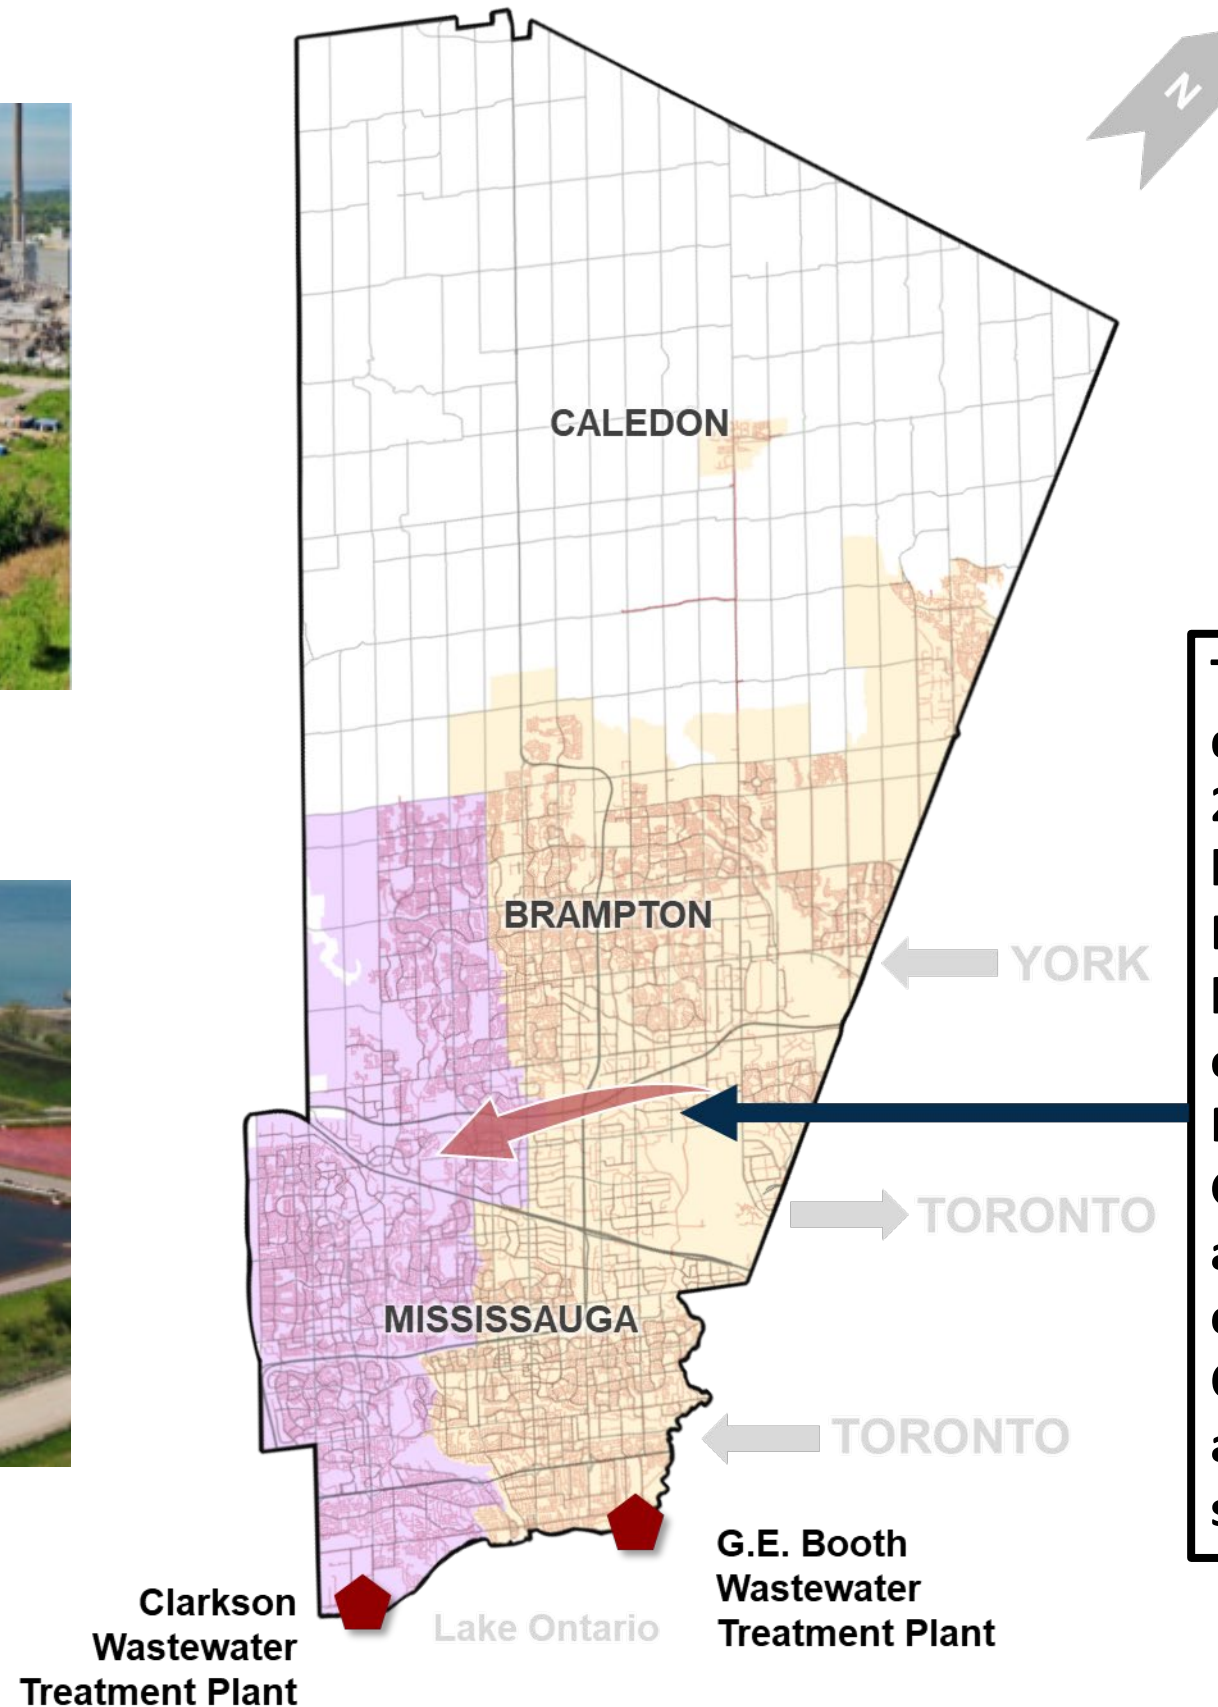 N
CALEDON
BRAMPTON
YORK
TORONTO
MISSISSAUGA
TORONTO
G.E. Booth
Wastewater
Treatment Plant
Clarkson
Wastewater
Treatment Plant
Lake Ontario